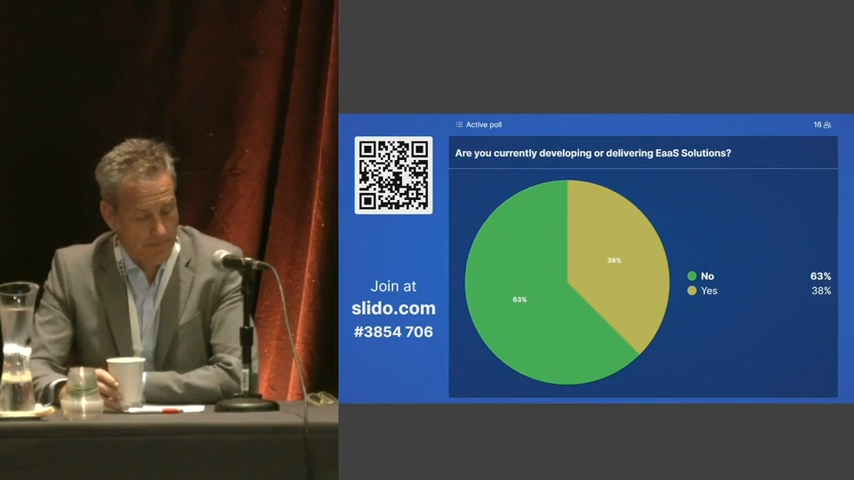 Active poll
16
Are you currently developing or delivering EaaS Solutions?
38%
63%
No 63%
Yes 38%
Join at
slido.com
#3854 706